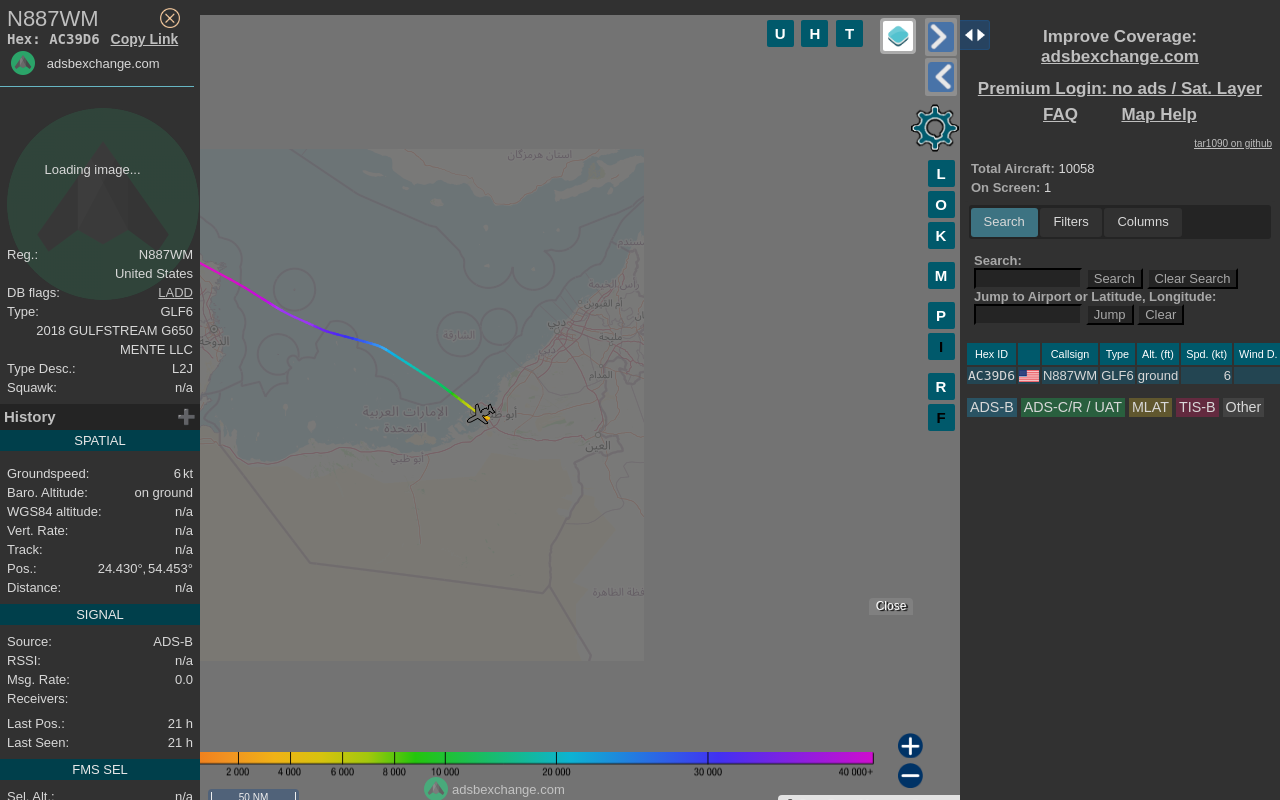 N887WM
Hex: AC39D6 Copy Link
adsbexchange.com
Loading image...
Reg.: N887WM
United States
DB flags: LADD
Type: GLF6
2018 GULFSTREAM G650
MENTE LLC
Type Desc.: L2J
Squawk: n/a
History
SPATIAL
Groundspeed: 6 kt
Baro. Altitude: on ground
WGS84 altitude: n/a
Vert. Rate: n/a
Track: n/a
Pos.: 24.430°, 54.453°
Distance: n/a
SIGNAL
Source: ADS-B
RSSI: n/a
Msg. Rate: 0.0
Receivers:
Last Pos.: 21 h
Last Seen: 21 h
FMS SEL
Sel. Alt.: n/a
U H T
L
O
K
M
P
I
R
F
استان هرمزگان
رأس الخيمة
أم القيوين
دبي
دبي
مليحة
المدام
الشارقة
الدوحة
الإمارات العربية
المتحدة
أبو ظبي
العين
Close
2 000 4 000 6 000 8 000 10 000 20 000 30 000 40 000+
adsbexchange.com
50 NM
Improve Coverage:
adsbexchange.com
Premium Login: no ads / Sat. Layer
FAQ Map Help
tar1090 on github
Total Aircraft: 10058
On Screen: 1
Search Filters Columns
Search:
Search Clear Search
Jump to Airport or Latitude, Longitude:
Jump Clear
Hex ID Callsign Type Alt. (ft) Spd. (kt) Wind D.
AC39D6 N887WM GLF6 ground 6
ADS-B ADS-C/R / UAT MLAT TIS-B Other